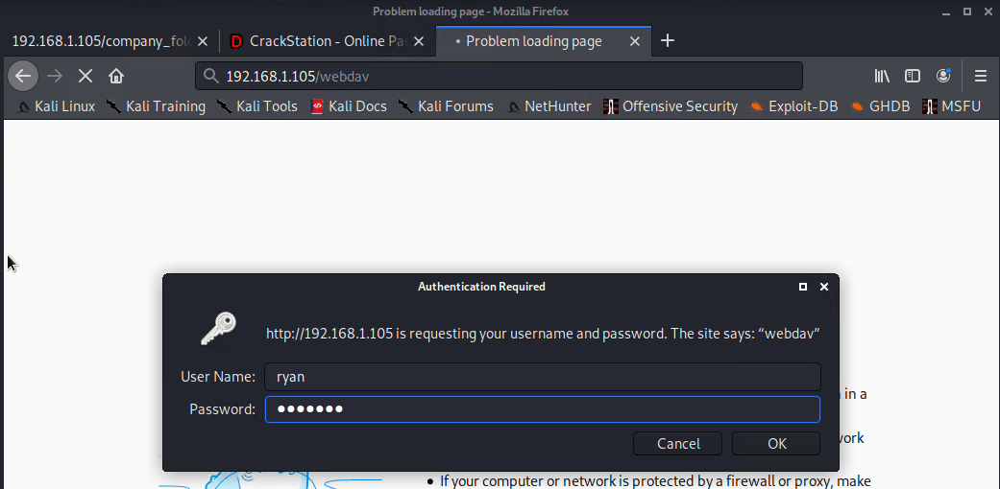 Problem loading page - Mozilla Firefox
192.168.1.105/company_fol
CrackStation - Online Pa
Problem loading page
192.168.1.105/webdav
Kali Linux Kali Training Kali Tools Kali Docs Kali Forums NetHunter Offensive Security Exploit-DB GHDB MSFU
Authentication Required
http://192.168.1.105 is requesting your username and password. The site says: “webdav”
User Name: ryan
Password: ●●●●●●●
in a
Cancel OK
If your computer or network is protected by a firewall or proxy, make